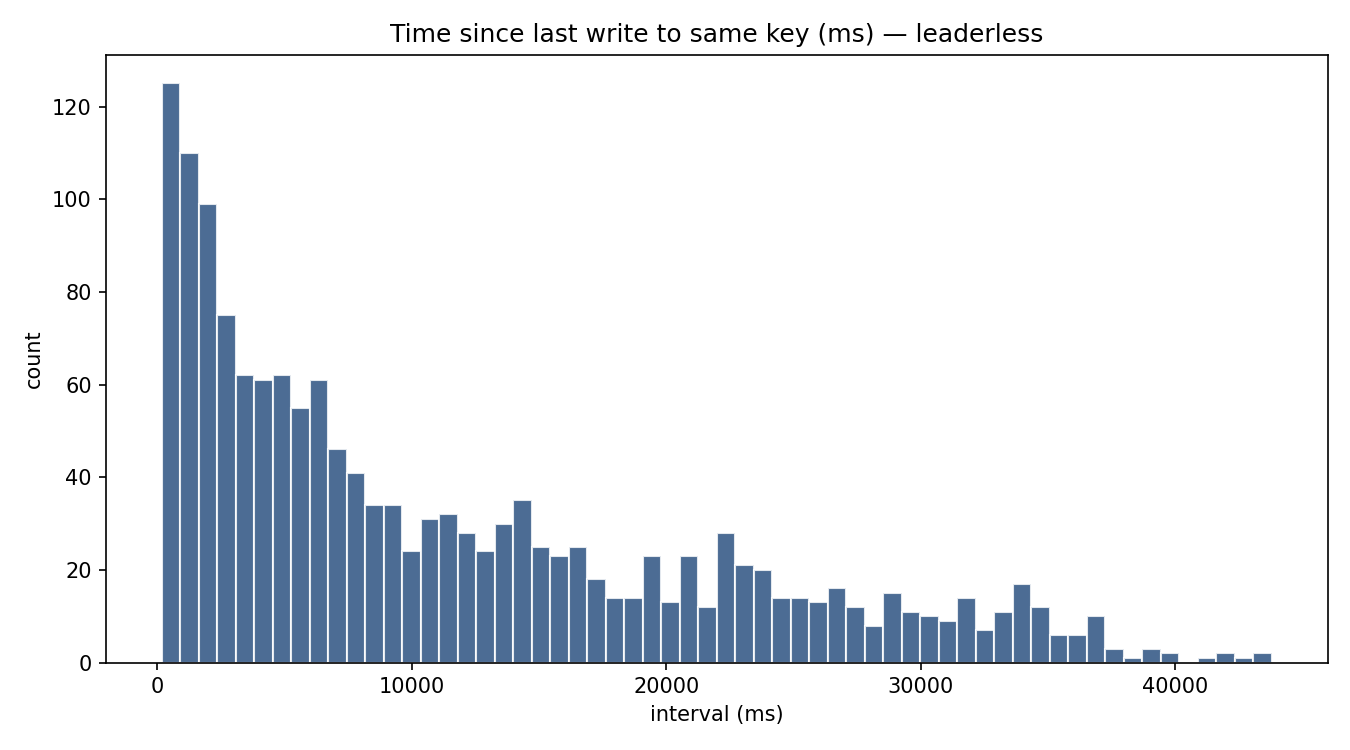 Time since last write to same key (ms) — leaderless
120
100
80
60
40
20
0
count
0 10000 20000 30000 40000
interval (ms)